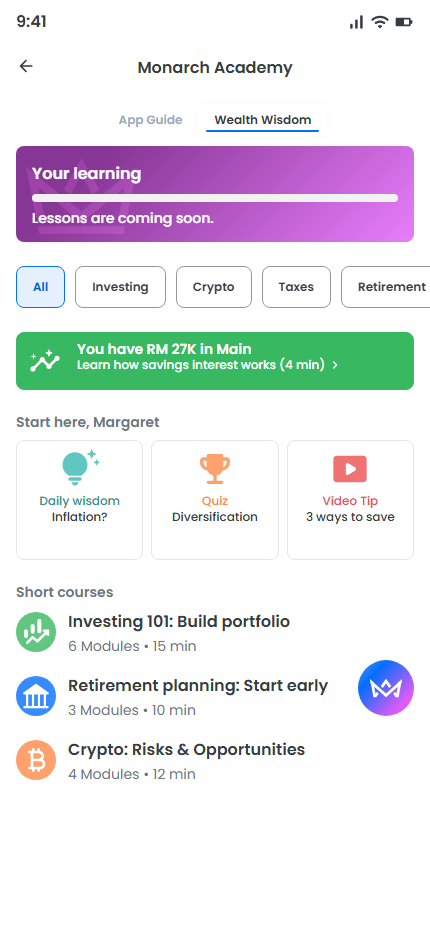 9:41
Monarch Academy
App Guide
Wealth Wisdom
Your learning
Lessons are coming soon.
All
Investing
Crypto
Taxes
Retirement
You have RM 27K in Main
Learn how savings interest works (4 min) ›
Start here, Margaret
Daily wisdom
Inflation?
Quiz
Diversification
Video Tip
3 ways to save
Short courses
Investing 101: Build portfolio
6 Modules • 15 min
Retirement planning: Start early
3 Modules • 10 min
Crypto: Risks & Opportunities
4 Modules • 12 min